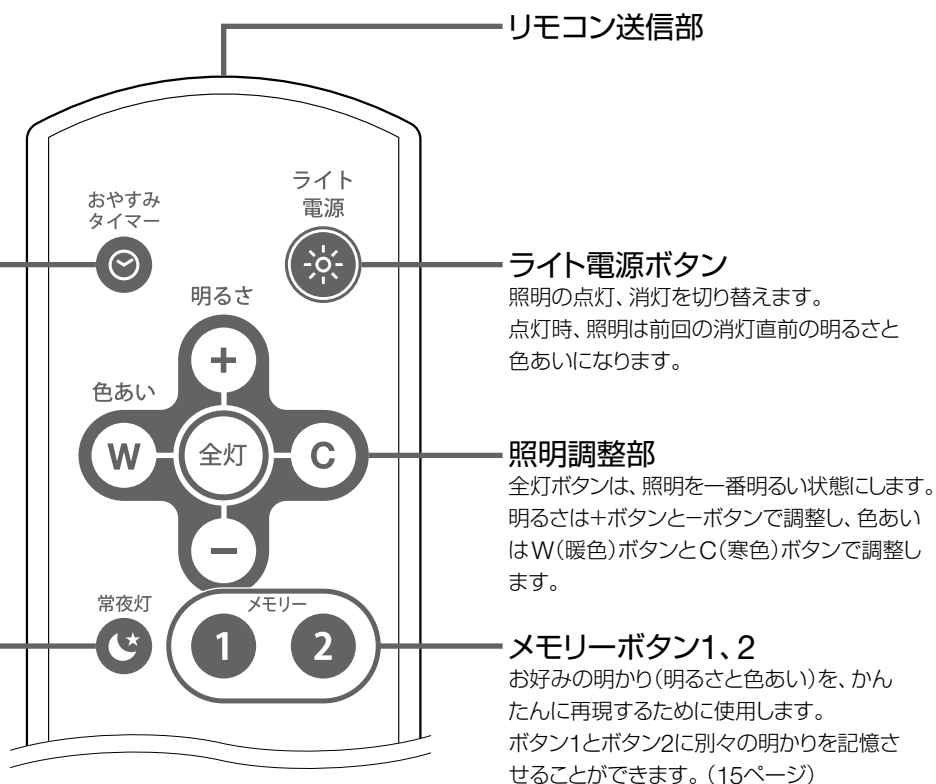 リモコン送信部
おやすみ
タイマー
ライト
電源
ライト電源ボタン
照明の点灯、消灯を切り替えます。
点灯時、照明は前回の消灯直前の明るさと
色あいになります。
明るさ
+
色あい
W
全灯
C
−
照明調整部
全灯ボタンは、照明を一番明るい状態にします。
明るさは+ボタンと−ボタンで調整し、色あい
はW(暖色)ボタンとC(寒色)ボタンで調整し
ます。
常夜灯
メモリー
1
2
メモリーボタン1、2
お好みの明かり(明るさと色あい)を、かん
たんに再現するために使用します。
ボタン1とボタン2に別々の明かりを記憶さ
せることができます。(15ページ)